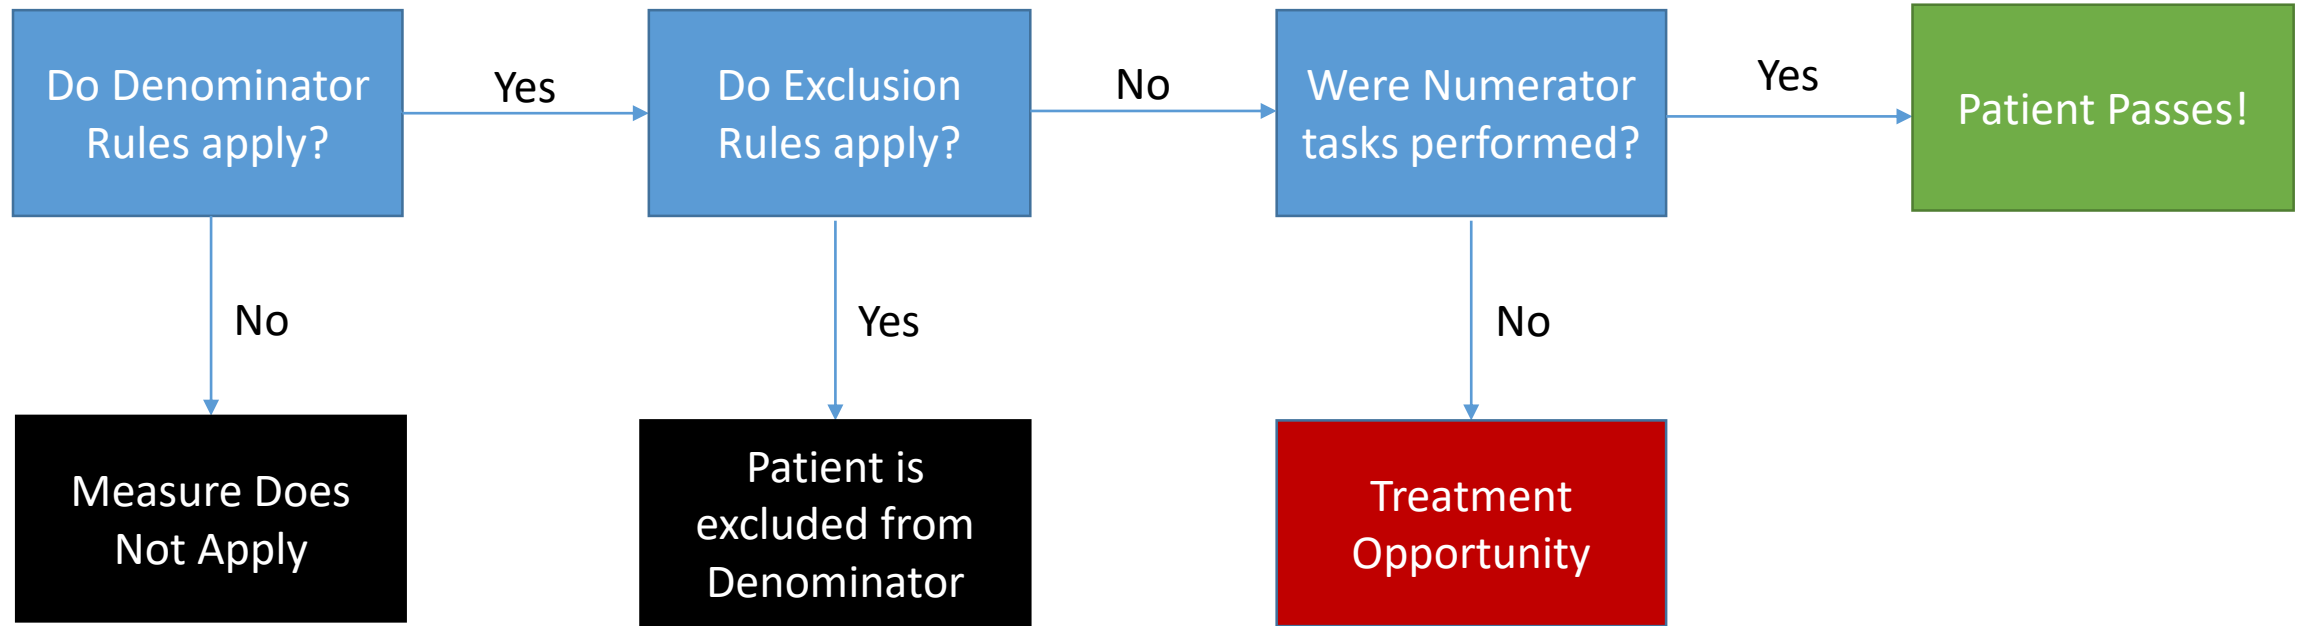 Do Denominator
Rules apply?
Yes
Do Exclusion
Rules apply?
No
Were Numerator
tasks performed?
Yes
Patient Passes!
No
Yes
No
Measure Does
Not Apply
Patient is
excluded from
Denominator
Treatment
Opportunity